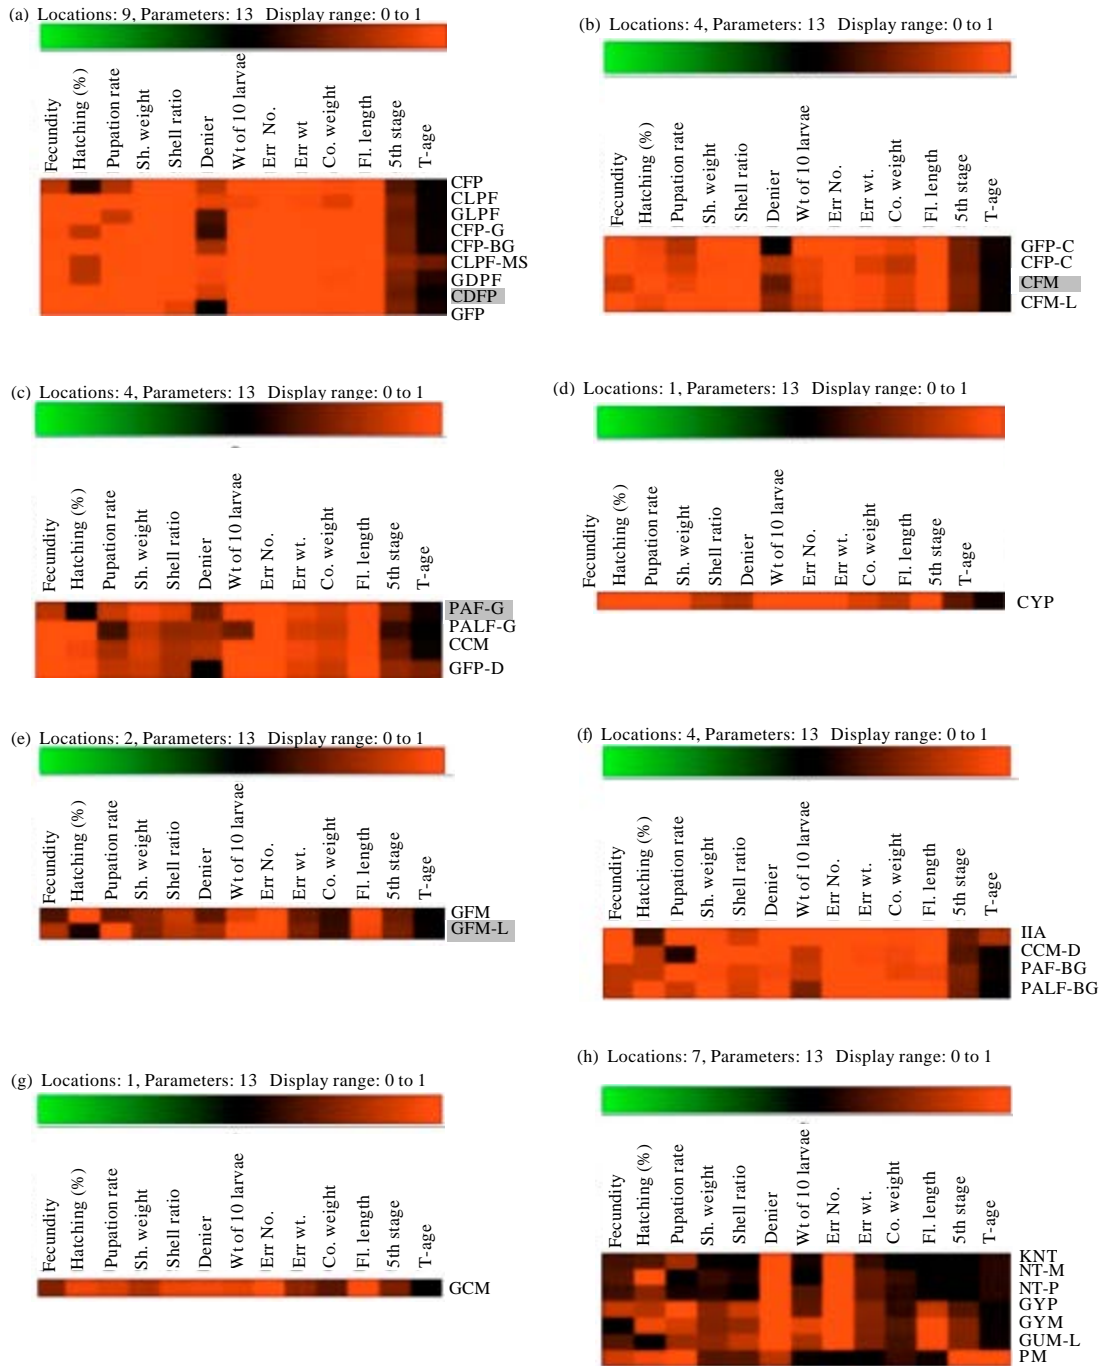 (a) Locations: 9, Parameters: 13 Display range: 0 to 1
Fecundity
Hatching (%)
Pupation rate
Sh. weight
Shell ratio
Denier
Wt of 10 larvae
Err No.
Err wt
Co. weight
Fl. length
5th stage
T-age
CFP
CLPF
GLPF
CFP-G
CFP-BG
CLPF-MS
GDPF
CDFP
GFP
(b) Locations: 4, Parameters: 13 Display range: 0 to 1
Fecundity
Hatching (%)
Pupation rate
Sh. weight
Shell ratio
Denier
Wt of 10 larvae
Err No.
Err wt.
Co. weight
Fl. length
5th stage
T-age
GFP-C
CFP-C
CFM
CFM-L
(c) Locations: 4, Parameters: 13 Display range: 0 to 1
Fecundity
Hatching (%)
Pupation rate
Sh. weight
Shell ratio
Denier
Wt of 10 larvae
Err No.
Err wt.
Co. weight
Fl. length
5th stage
T-age
PAF-G
PALF-G
CCM
GFP-D
(d) Locations: 1, Parameters: 13 Display range: 0 to 1
Fecundity
Hatching (%)
Pupation rate
Sh. weight
Shell ratio
Denier
Wt of 10 larvae
Err No.
Err wt.
Co. weight
Fl. length
5th stage
T-age
CYP
(e) Locations: 2, Parameters: 13 Display range: 0 to 1
Fecundity
Hatching (%)
Pupation rate
Sh. weight
Shell ratio
Denier
Wt of 10 larvae
Err No.
Err wt.
Co. weight
Fl. length
5th stage
T-age
GFM
GFM-L
(f) Locations: 4, Parameters: 13 Display range: 0 to 1
Fecundity
Hatching (%)
Pupation rate
Sh. weight
Shell ratio
Denier
Wt of 10 larvae
Err No.
Err wt.
Co. weight
Fl. length
5th stage
T-age
IIA
CCM-D
PAF-BG
PALF-BG
(g) Locations: 1, Parameters: 13 Display range: 0 to 1
Fecundity
Hatching (%)
Pupation rate
Sh. weight
Shell ratio
Denier
Wt of 10 larvae
Err No.
Err wt.
Co. weight
Fl. length
5th stage
T-age
GCM
(h) Locations: 7, Parameters: 13 Display range: 0 to 1
Fecundity
Hatching (%)
Pupation rate
Sh. weight
Shell ratio
Denier
Wt of 10 larvae
Err No.
Err wt.
Co. weight
Fl. length
5th stage
T-age
KNT
NT-M
NT-P
GYP
GYM
GUM-L
PM